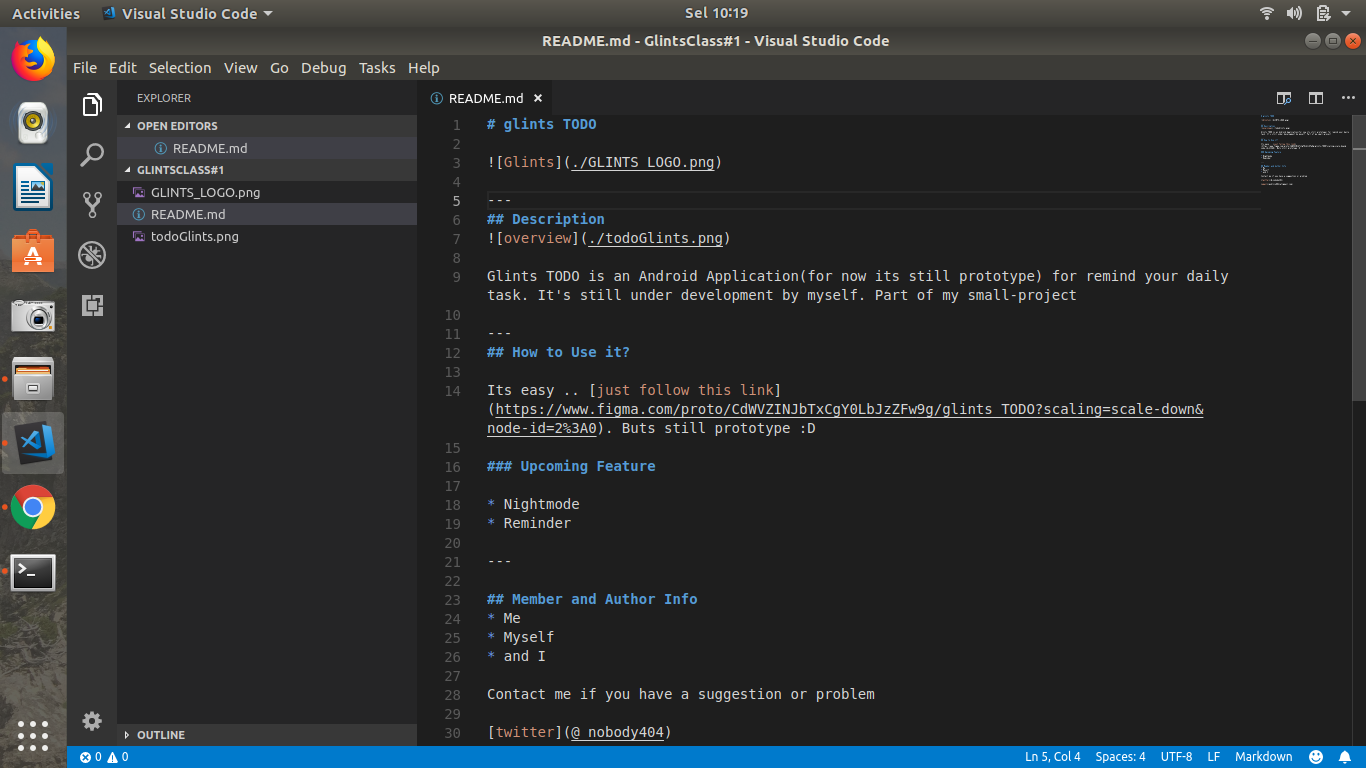 Activities
Visual Studio Code
Sel 10:19
README.md - GlintsClass#1 - Visual Studio Code
File Edit Selection View Go Debug Tasks Help
EXPLORER
OPEN EDITORS
README.md
GLINTSCLASS#1
GLINTS_LOGO.png
README.md
todoGlints.png
OUTLINE
README.md
1 # glints TODO
2
3 ![Glints](./GLINTS_LOGO.png)
4
5 ---
6 ## Description
7 ![overview](./todoGlints.png)
8
9 Glints TODO is an Android Application(for now its still prototype) for remind your daily
task. It's still under development by myself. Part of my small-project
10
11 ---
12 ## How to Use it?
13
14 Its easy .. [just follow this link]
(https://www.figma.com/proto/CdWVZINJbTxCgY0LbJzZFw9g/glints_TODO?scaling=scale-down&
node-id=2%3A0). Buts still prototype :D
15
16 ### Upcoming Feature
17
18 * Nightmode
19 * Reminder
20
21 ---
22
23 ## Member and Author Info
24 * Me
25 * Myself
26 * and I
27
28 Contact me if you have a suggestion or problem
29
30 [twitter](@_nobody404)
0 0
Ln 5, Col 4 Spaces: 4 UTF-8 LF Markdown